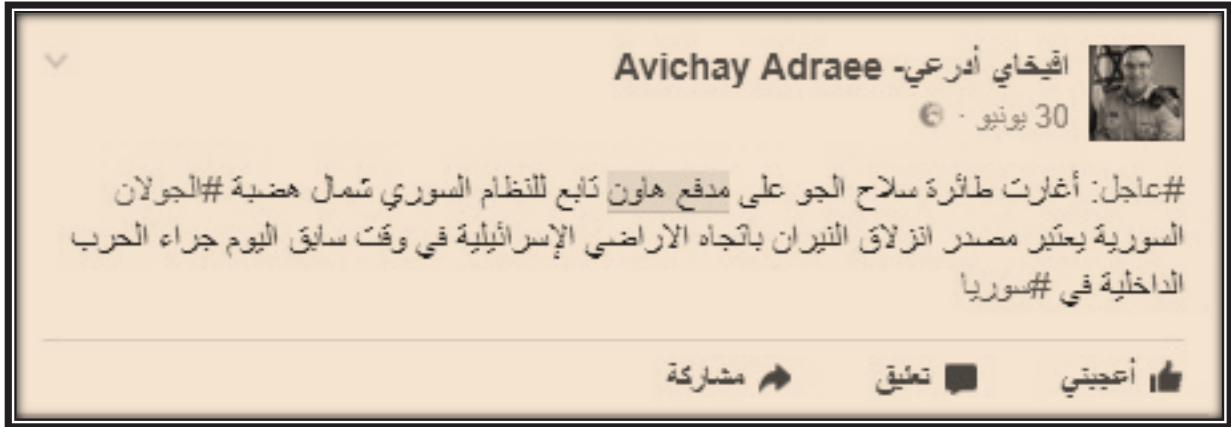 افيخاي أدرعي- Avichay Adraee
30 يونيو ·
#عاجل: أغارت طائرة سلاح الجو على مدفع هاون تابع للنظام السوري شمال هضبة #الجولان
السورية يعتبر مصدر انزلاق النيران باتجاه الاراضي الإسرائيلية في وقت سابق اليوم جراء الحرب
الداخلية في #سوريا
أعجبني تعليق مشاركة